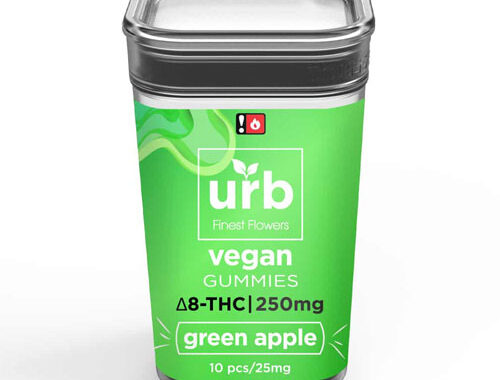 urb
Finest Flowers
vegan
GUMMIES
Δ8-THC | 250mg
green apple
10 pcs/25mg